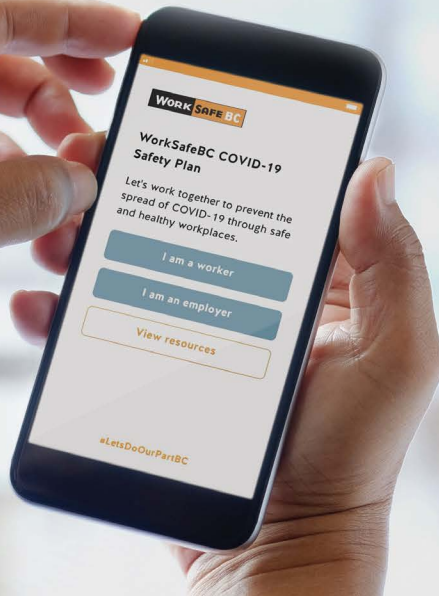 WORK SAFE BC
WorkSafeBC COVID-19
Safety Plan
Let's work together to prevent the
spread of COVID-19 through safe
and healthy workplaces.
I am a worker
I am an employer
View resources
#LetsDoOurPartBC